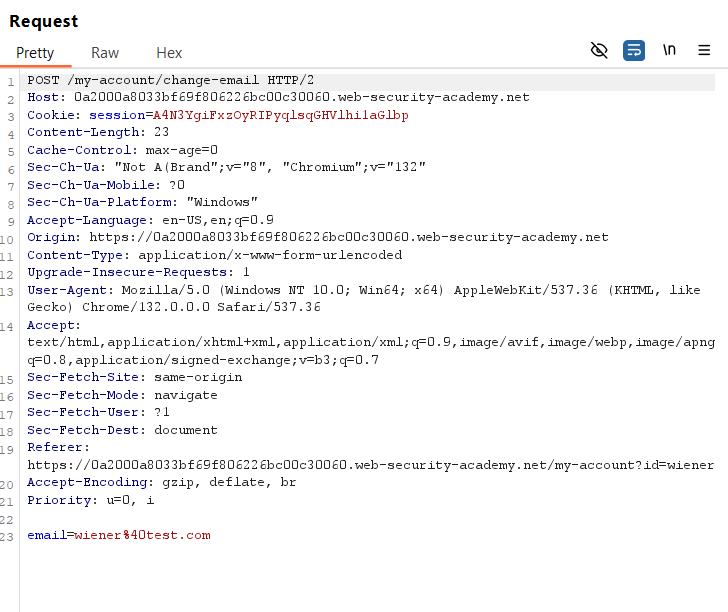 Request
Pretty Raw Hex \n
1 POST /my-account/change-email HTTP/2
2 Host: 0a2000a8033bf69f806226bc00c30060.web-security-academy.net
3 Cookie: session=A4N3YgiFxzOyRIPyqlsqGHVlhilaGlbp
4 Content-Length: 23
5 Cache-Control: max-age=0
6 Sec-Ch-Ua: "Not A(Brand";v="8", "Chromium";v="132"
7 Sec-Ch-Ua-Mobile: ?0
8 Sec-Ch-Ua-Platform: "Windows"
9 Accept-Language: en-US,en;q=0.9
10 Origin: https://0a2000a8033bf69f806226bc00c30060.web-security-academy.net
11 Content-Type: application/x-www-form-urlencoded
12 Upgrade-Insecure-Requests: 1
13 User-Agent: Mozilla/5.0 (Windows NT 10.0; Win64; x64) AppleWebKit/537.36 (KHTML, like
Gecko) Chrome/132.0.0.0 Safari/537.36
14 Accept:
text/html,application/xhtml+xml,application/xml;q=0.9,image/avif,image/webp,image/apng
q=0.8,application/signed-exchange;v=b3;q=0.7
15 Sec-Fetch-Site: same-origin
16 Sec-Fetch-Mode: navigate
17 Sec-Fetch-User: ?1
18 Sec-Fetch-Dest: document
19 Referer:
https://0a2000a8033bf69f806226bc00c30060.web-security-academy.net/my-account?id=wiener
20 Accept-Encoding: gzip, deflate, br
21 Priority: u=0, i
22
23 email=wiener%40test.com